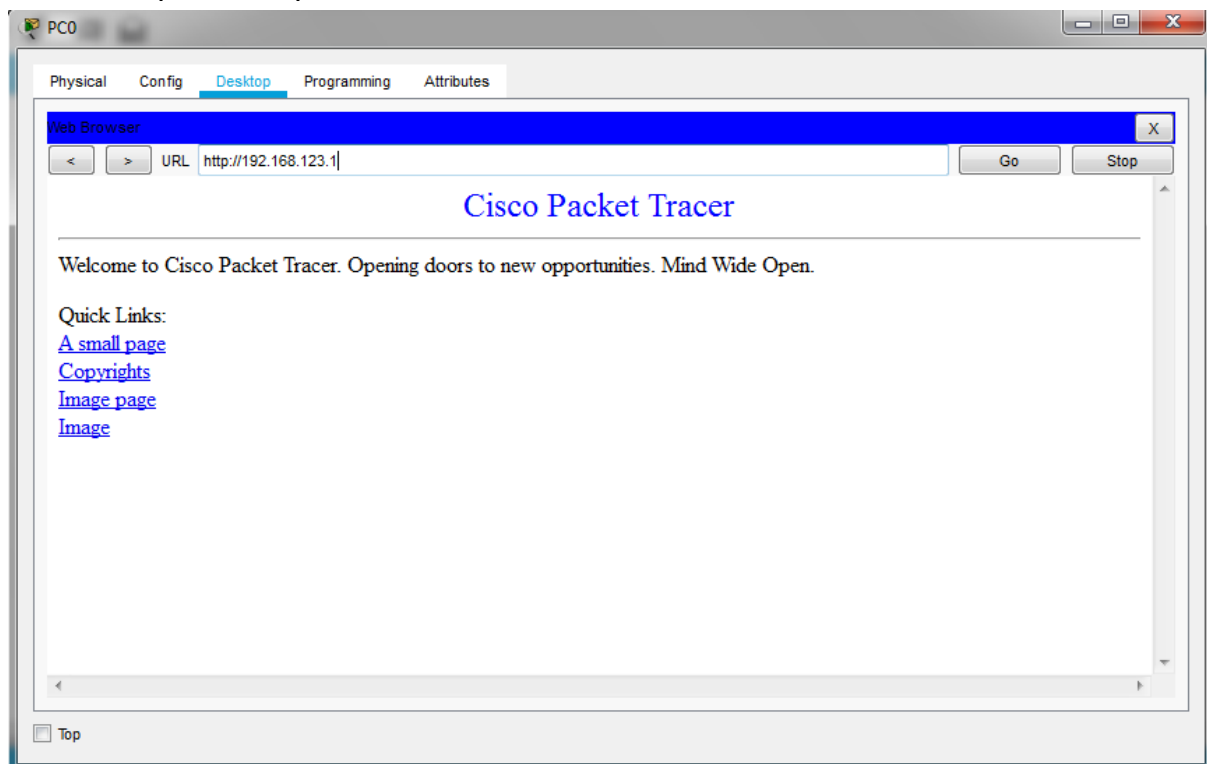 PC0
Physical Config Desktop Programming Attributes
Web Browser X
< > URL http://192.168.123.1 Go Stop
Cisco Packet Tracer
Welcome to Cisco Packet Tracer. Opening doors to new opportunities. Mind Wide Open.
Quick Links:
A small page
Copyrights
Image page
Image
Top